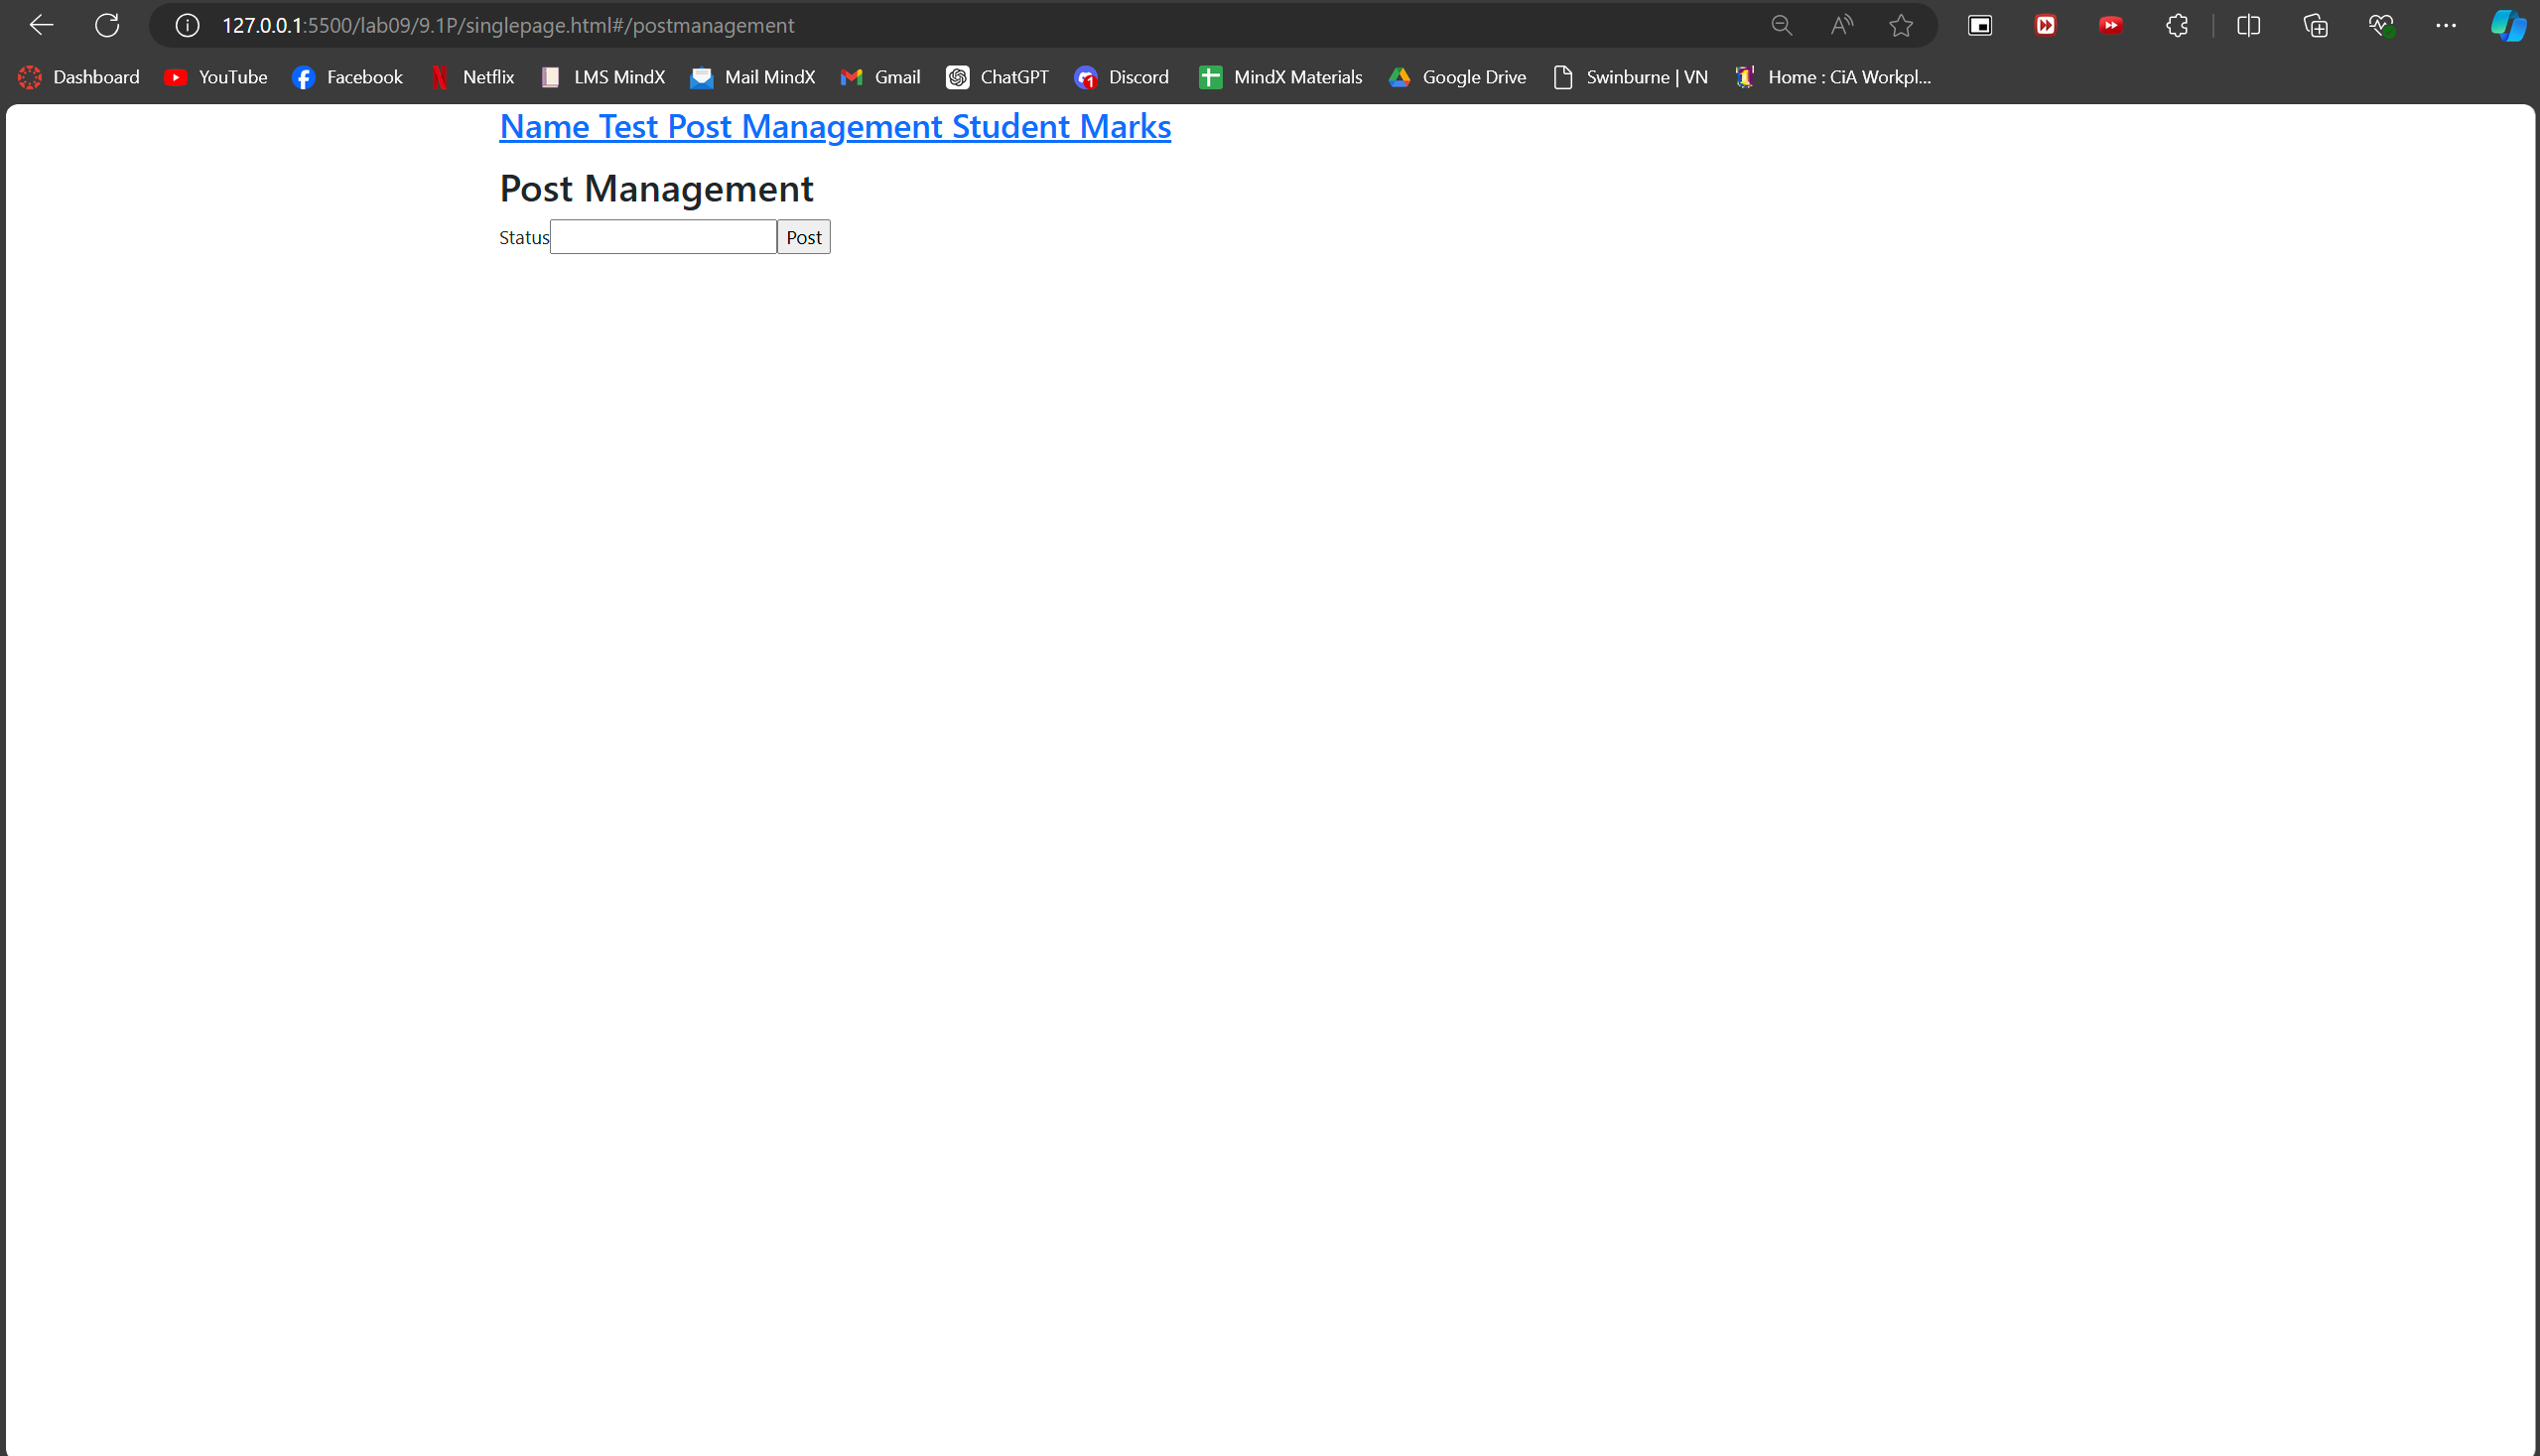 127.0.0.1:5500/lab09/9.1P/singlepage.html#/postmanagement
Dashboard YouTube Facebook Netflix LMS MindX Mail MindX Gmail ChatGPT Discord MindX Materials Google Drive Swinburne | VN Home : CiA Workpl...
Name Test Post Management Student Marks
Post Management
Status Post